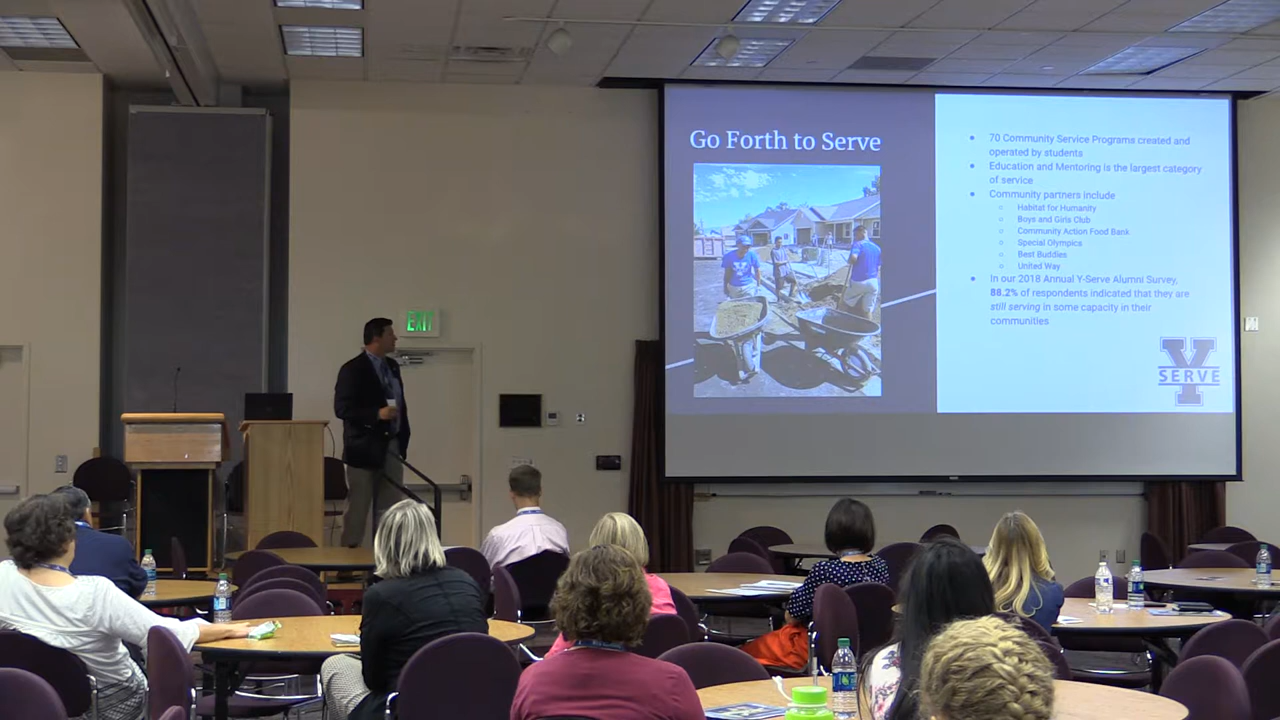 Go Forth to Serve
70 Community Service Programs created and
operated by students
Education and Mentoring is the largest category
of service
Community partners include
Habitat for Humanity
Boys and Girls Club
Community Action Food Bank
Special Olympics
Best Buddies
United Way
In our 2018 Annual Y-Serve Alumni Survey,
88.2% of respondents indicated that they are
still serving in some capacity in their
communities
Y
SERVE
EXIT